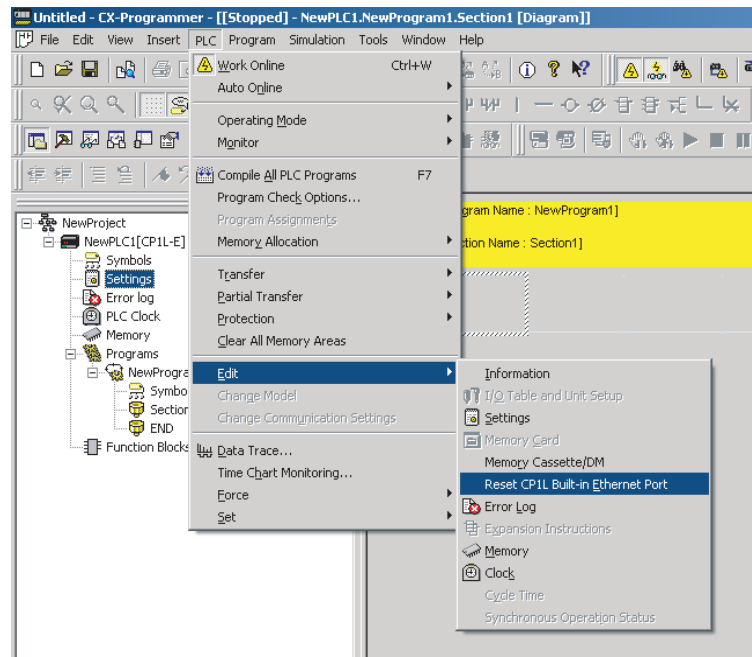 Untitled - CX-Programmer - [[Stopped] - NewPLC1.NewProgram1.Section1 [Diagram]]
File Edit View Insert PLC Program Simulation Tools Window Help
Work Online Ctrl+W
Auto Online
Operating Mode
Monitor
Compile All PLC Programs F7
Program Check Options...
Program Assignments
Memory Allocation
Transfer
Partial Transfer
Protection
Clear All Memory Areas
Edit
Change Model
Change Communication Settings
Data Trace...
Time Chart Monitoring...
Force
Set
Information
I/O Table and Unit Setup
Settings
Memory Card
Memory Cassette/DM
Reset CP1L Built-in Ethernet Port
Error Log
Expansion Instructions
Memory
Clock
Cycle Time
Synchronous Operation Status
NewProject
NewPLC1[CP1L-E]
Symbols
Settings
Error log
PLC Clock
Memory
Programs
NewProgra
Symbo
Section
END
Function Blocks
gram Name : NewProgram1]
tion Name : Section1]